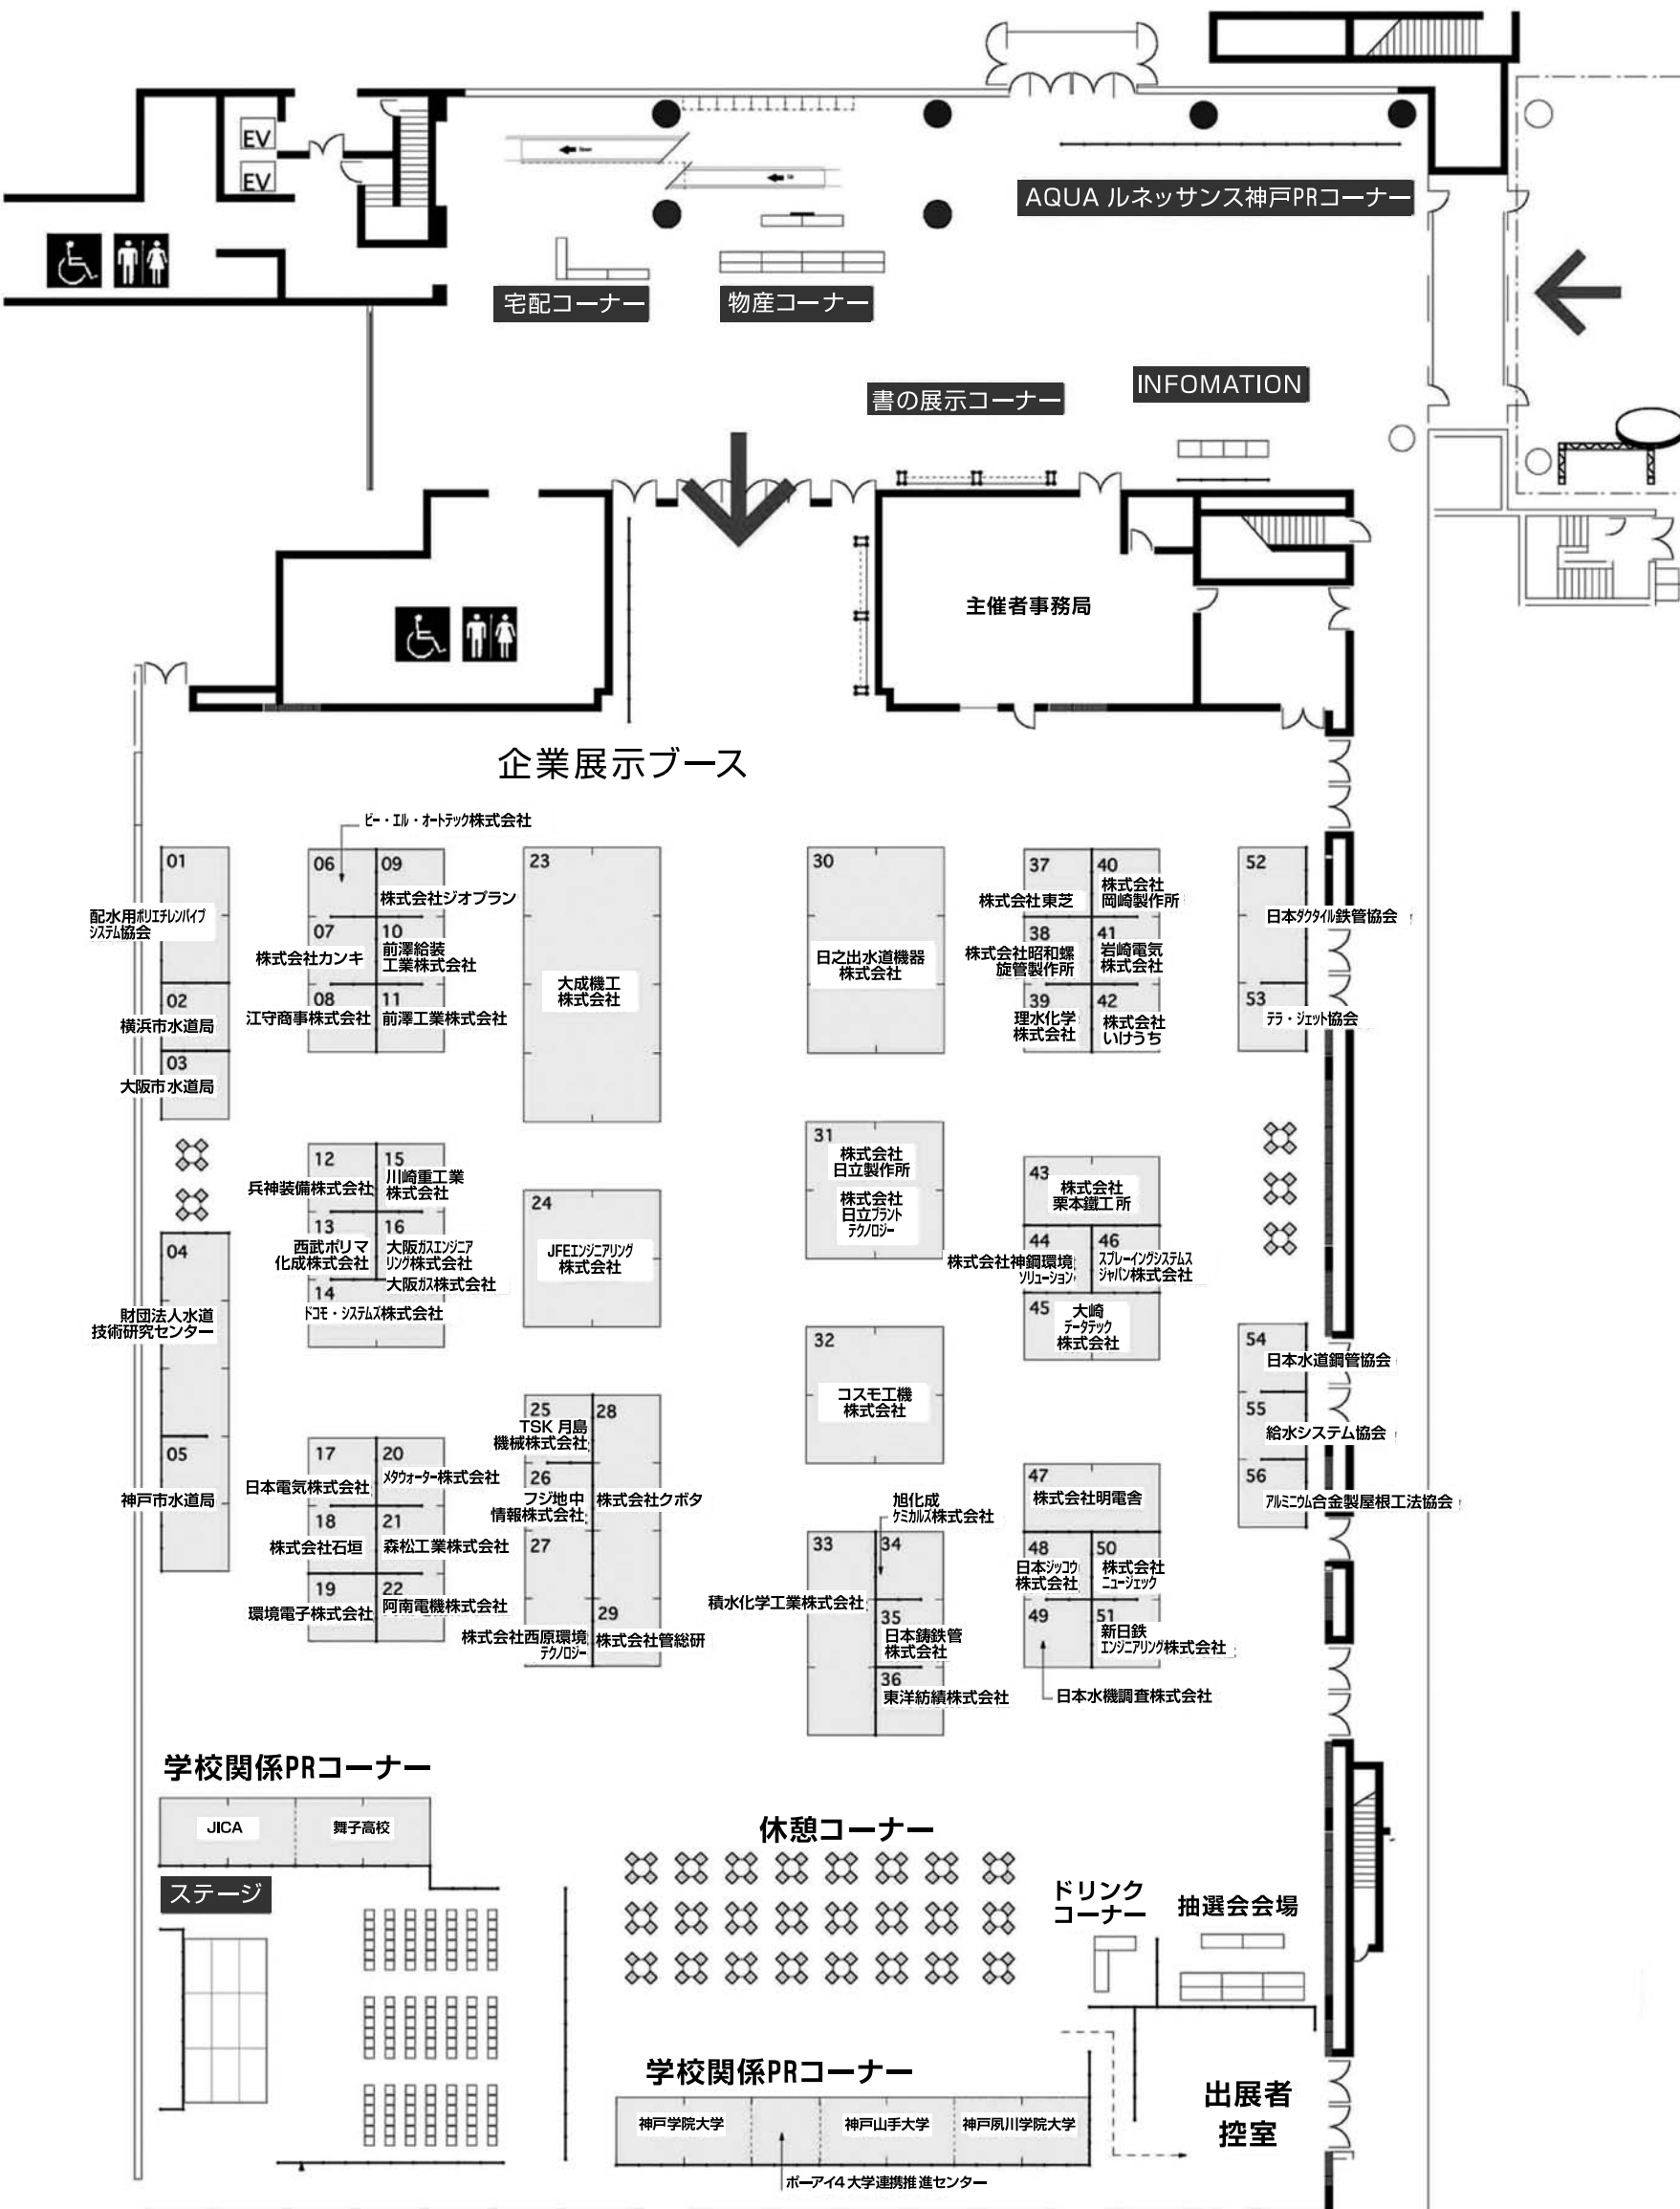 EV
EV
Down
Up
AQUA ルネッサンス神戸PRコーナー
宅配コーナー
物産コーナー
書の展示コーナー
INFOMATION
主催者事務局
企業展示ブース
ビー・エル・オートテック株式会社
01
配水用ポリエチレンパイプ
システム協会
02
横浜市水道局
03
大阪市水道局
04
財団法人水道
技術研究センター
05
神戸市水道局
06
07
株式会社カンキ
08
江守商事株式会社
09
株式会社ジオプラン
10
前澤給装
工業株式会社
11
前澤工業株式会社
12
兵神装備株式会社
13
西武ポリマ
化成株式会社
14
ドコモ・システムズ株式会社
15
川崎重工業
株式会社
16
大阪ガスエンジニア
リング株式会社
大阪ガス株式会社
17
日本電気株式会社
18
株式会社石垣
19
環境電子株式会社
20
メタウォーター株式会社
21
森松工業株式会社
22
阿南電機株式会社
23
大成機工
株式会社
24
JFEエンジニアリング
株式会社
25
TSK 月島
機械株式会社
26
フジ地中
情報株式会社
27
株式会社西原環境
テクノロジー
28
株式会社クボタ
29
株式会社管総研
30
日之出水道機器
株式会社
31
株式会社
日立製作所
株式会社
日立プラント
テクノロジー
32
コスモ工機
株式会社
旭化成
ケミカルズ株式会社
33
積水化学工業株式会社
34
35
日本鋳鉄管
株式会社
36
東洋紡績株式会社
37
株式会社東芝
38
株式会社昭和螺
旋管製作所
39
理水化学
株式会社
40
株式会社
岡崎製作所
41
岩崎電気
株式会社
42
株式会社
いけうち
43
株式会社
栗本鐵工所
44
株式会社神鋼環境
ソリューション
45
大崎
データテック
株式会社
46
スプレーイングシステムス
ジャパン株式会社
47
株式会社明電舎
48
日本ジッコウ
株式会社
49
日本水機調査株式会社
50
株式会社
ニュージェック
51
新日鉄
エンジニアリング株式会社
52
日本ダクタイル鉄管協会
53
テラ・ジェット協会
54
日本水道鋼管協会
55
給水システム協会
56
アルミニウム合金製屋根工法協会
学校関係PRコーナー
JICA
舞子高校
ステージ
休憩コーナー
ドリンク
コーナー
抽選会会場
学校関係PRコーナー
神戸学院大学
神戸山手大学
神戸夙川学院大学
ポーアイ4大学連携推進センター
出展者
控室